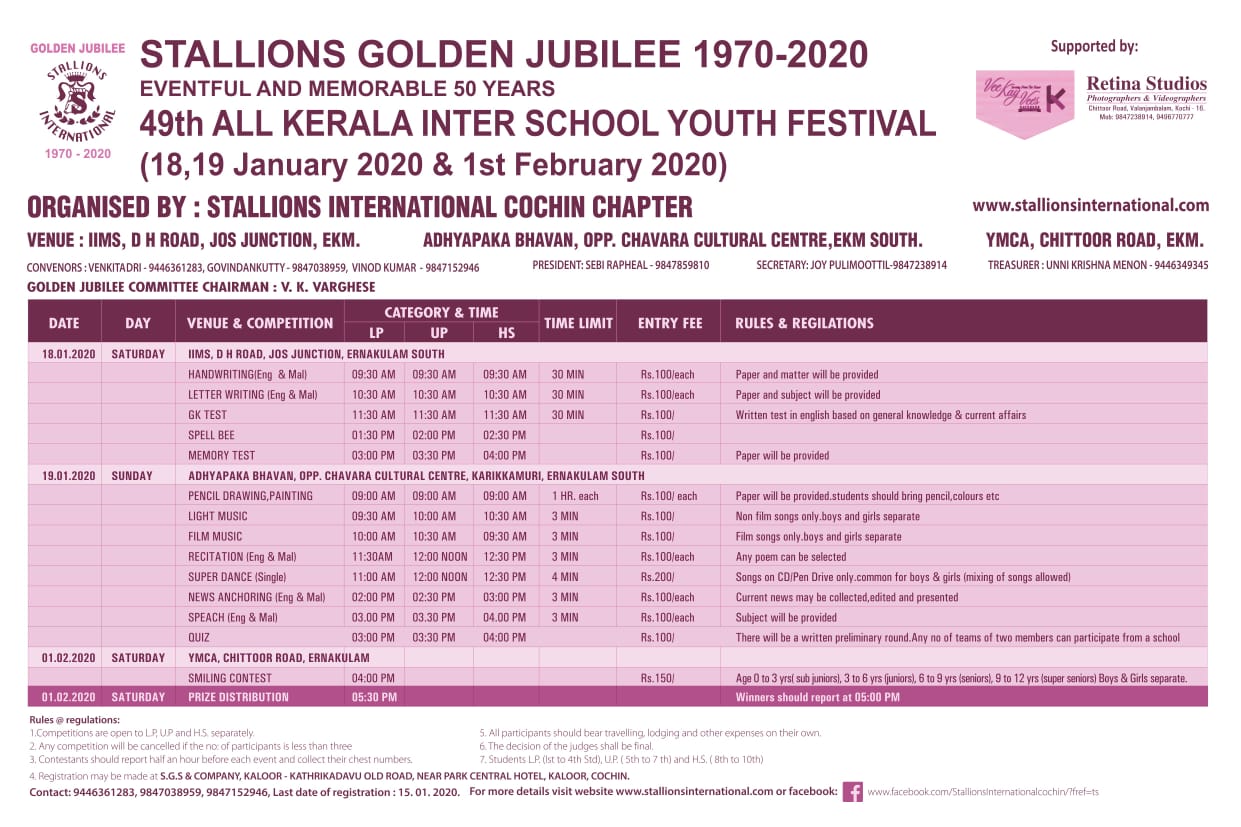 GOLDEN JUBILEE
STALLIONS
S
INTERNATIONAL
1970 - 2020
STALLIONS GOLDEN JUBILEE 1970-2020
EVENTFUL AND MEMORABLE 50 YEARS
49th ALL KERALA INTER SCHOOL YOUTH FESTIVAL
(18,19 January 2020 & 1st February 2020)
Supported by:
Vee Kay Vees K
Retina Studios
Photographers & Videographers
Chittoor Road, Valanjambalam, Kochi - 16.
Mob: 9847238914, 9496770777
ORGANISED BY : STALLIONS INTERNATIONAL COCHIN CHAPTER
www.stallionsinternational.com
VENUE : IIMS, D H ROAD, JOS JUNCTION, EKM. ADHYAPAKA BHAVAN, OPP. CHAVARA CULTURAL CENTRE,EKM SOUTH. YMCA, CHITTOOR ROAD, EKM.
CONVENORS : VENKITADRI - 9446361283, GOVINDANKUTTY - 9847038959, VINOD KUMAR - 9847152946 PRESIDENT: SEBI RAPHEAL - 9847859810 SECRETARY: JOY PULIMOOTTIL-9847238914 TREASURER : UNNI KRISHNA MENON - 9446349345
GOLDEN JUBILEE COMMITTEE CHAIRMAN : V. K. VARGHESE
DATE DAY VENUE & COMPETITION CATEGORY & TIME TIME LIMIT ENTRY FEE RULES & REGILATIONS
LP UP HS
18.01.2020 SATURDAY IIMS, D H ROAD, JOS JUNCTION, ERNAKULAM SOUTH
HANDWRITING(Eng & Mal) 09:30 AM 09:30 AM 09:30 AM 30 MIN Rs.100/each Paper and matter will be provided
LETTER WRITING (Eng & Mal) 10:30 AM 10:30 AM 10:30 AM 30 MIN Rs.100/each Paper and subject will be provided
GK TEST 11:30 AM 11:30 AM 11:30 AM 30 MIN Rs.100/ Written test in english based on general knowledge & current affairs
SPELL BEE 01:30 PM 02:00 PM 02:30 PM Rs.100/
MEMORY TEST 03:00 PM 03:30 PM 04:00 PM Rs.100/ Paper will be provided
19.01.2020 SUNDAY ADHYAPAKA BHAVAN, OPP. CHAVARA CULTURAL CENTRE, KARIKKAMURI, ERNAKULAM SOUTH
PENCIL DRAWING,PAINTING 09:00 AM 09:00 AM 09:00 AM 1 HR. each Rs.100/ each Paper will be provided.students should bring pencil,colours etc
LIGHT MUSIC 09:30 AM 10:00 AM 10:30 AM 3 MIN Rs.100/ Non film songs only.boys and girls separate
FILM MUSIC 10:00 AM 10:30 AM 09:30 AM 3 MIN Rs.100/ Film songs only.boys and girls separate
RECITATION (Eng & Mal) 11:30AM 12:00 NOON 12:30 PM 3 MIN Rs.100/each Any poem can be selected
SUPER DANCE (Single) 11:00 AM 12:00 NOON 12:30 PM 4 MIN Rs.200/ Songs on CD/Pen Drive only.common for boys & girls (mixing of songs allowed)
NEWS ANCHORING (Eng & Mal) 02:00 PM 02:30 PM 03:00 PM 3 MIN Rs.100/each Current news may be collected,edited and presented
SPEACH (Eng & Mal) 03.00 PM 03.30 PM 04.00 PM 3 MIN Rs.100/each Subject will be provided
QUIZ 03:00 PM 03:30 PM 04:00 PM Rs.100/ There will be a written preliminary round.Any no of teams of two members can participate from a school
01.02.2020 SATURDAY YMCA, CHITTOOR ROAD, ERNAKULAM
SMILING CONTEST 04:00 PM Rs.150/ Age 0 to 3 yrs( sub juniors), 3 to 6 yrs (juniors), 6 to 9 yrs (seniors), 9 to 12 yrs (super seniors) Boys & Girls separate.
01.02.2020 SATURDAY PRIZE DISTRIBUTION 05:30 PM Winners should report at 05:00 PM
Rules @ regulations:
1.Competitions are open to L.P, U.P and H.S. separately.
2. Any competition will be cancelled if the no: of participants is less than three
3. Contestants should report half an hour before each event and collect their chest numbers.
4. Registration may be made at S.G.S & COMPANY, KALOOR - KATHRIKADAVU OLD ROAD, NEAR PARK CENTRAL HOTEL, KALOOR, COCHIN.
5. All participants should bear travelling, lodging and other expenses on their own.
6. The decision of the judges shall be final.
7. Students L.P. (Ist to 4th Std), U.P. ( 5th to 7 th) and H.S. ( 8th to 10th)
Contact: 9446361283, 9847038959, 9847152946, Last date of registration : 15. 01. 2020. For more details visit website www.stallionsinternational.com or facebook: f www.facebook.com/StallionsInternationalcochin/?fref=ts